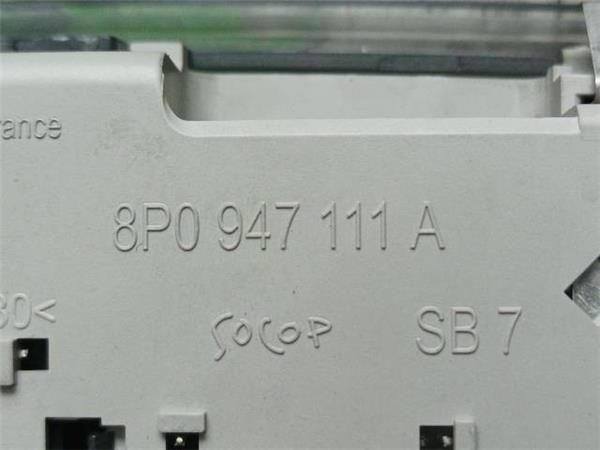 rance
8P0 947 111 A
30<
SOCOP SB 7